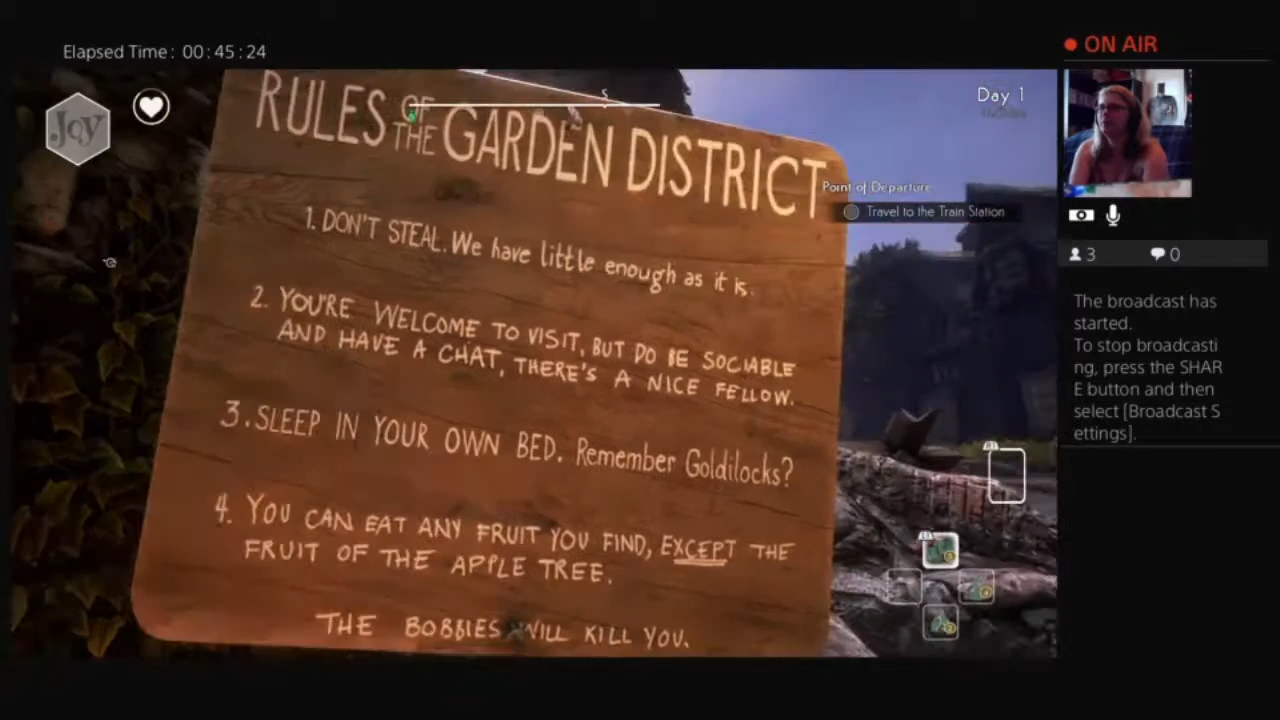 Elapsed Time: 00:45:24
ON AIR
Joy
S
Day 1
RULES OF THE GARDEN DISTRICT
Point of Departure
Travel to the Train Station
1. DON'T STEAL. We have little enough as it is.
2. YOU'RE WELCOME TO VISIT, BUT DO BE SOCIABLE
AND HAVE A CHAT, THERE'S A NICE FELLOW.
3. SLEEP IN YOUR OWN BED. Remember Goldilocks?
4. YOU CAN EAT ANY FRUIT YOU FIND, EXCEPT THE
FRUIT OF THE APPLE TREE.
THE BOBBIES WILL KILL YOU.
3
0
The broadcast has
started.
To stop broadcasti
ng, press the SHAR
E button and then
select [Broadcast S
ettings].